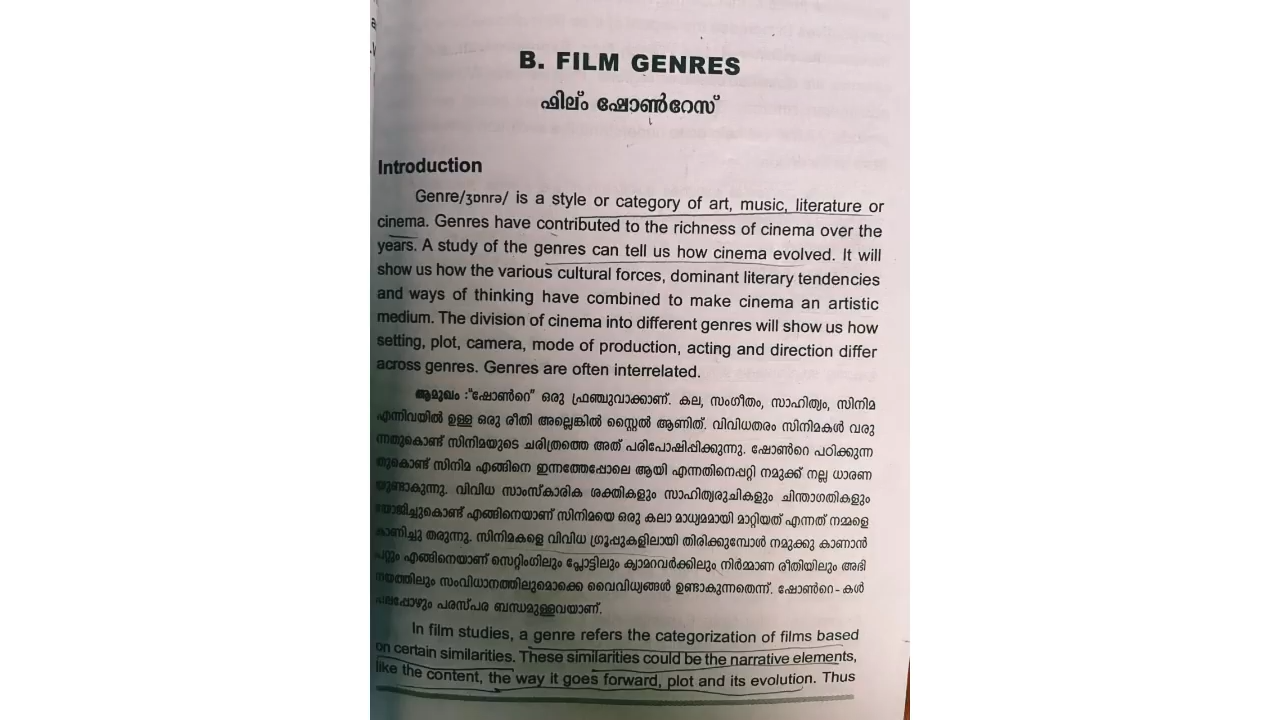 B. FILM GENRES
ഫിലിം ഷോൺറേസ്
Introduction
Genre/ʒɒnrə/ is a style or category of art, music, literature or
cinema. Genres have contributed to the richness of cinema over the
years. A study of the genres can tell us how cinema evolved. It will
show us how the various cultural forces, dominant literary tendencies
and ways of thinking have combined to make cinema an artistic
medium. The division of cinema into different genres will show us how
setting, plot, camera, mode of production, acting and direction differ
across genres. Genres are often interrelated.
ആമുഖം :"ഷോൺറെ" ഒരു ഫ്രഞ്ചുവാക്കാണ്. കല, സംഗീതം, സാഹിത്യം, സിനിമ
എന്നിവയിൽ ഉള്ള ഒരു രീതി അല്ലെങ്കിൽ സ്റ്റൈൽ ആണിത്. വിവിധതരം സിനിമകൾ വരു
ന്നതുകൊണ്ട് സിനിമയുടെ ചരിത്രത്തെ അത് പരിപോഷിപ്പിക്കുന്നു. ഷോൺറെ പഠിക്കുന്ന
തുകൊണ്ട് സിനിമ എങ്ങിനെ ഇന്നത്തേപ്പോലെ ആയി എന്നതിനെപ്പറ്റി നമുക്ക് നല്ല ധാരണ
യുണ്ടാകുന്നു. വിവിധ സാംസ്കാരിക ശക്തികളും സാഹിത്യരുചികളും ചിന്താഗതികളും
യോജിച്ചുകൊണ്ട് എങ്ങിനെയാണ് സിനിമയെ ഒരു കലാ മാധ്യമമായി മാറ്റിയത് എന്നത് നമ്മളെ
കാണിച്ചു തരുന്നു. സിനിമകളെ വിവിധ ഗ്രൂപ്പുകളിലായി തിരിക്കുമ്പോൾ നമുക്കു കാണാൻ
പറ്റും എങ്ങിനെയാണ് സെറ്റിംഗിലും പ്ലോട്ടിലും ക്യാമറവർക്കിലും നിർമ്മാണ രീതിയിലും അഭി
നയത്തിലും സംവിധാനത്തിലുമൊക്കെ വൈവിധ്യങ്ങൾ ഉണ്ടാകുന്നതെന്ന്. ഷോൺറെ-കൾ
പലപ്പോഴും പരസ്പര ബന്ധമുള്ളവയാണ്.
In film studies, a genre refers the categorization of films based
on certain similarities. These similarities could be the narrative elements,
like the content, the way it goes forward, plot and its evolution. Thus